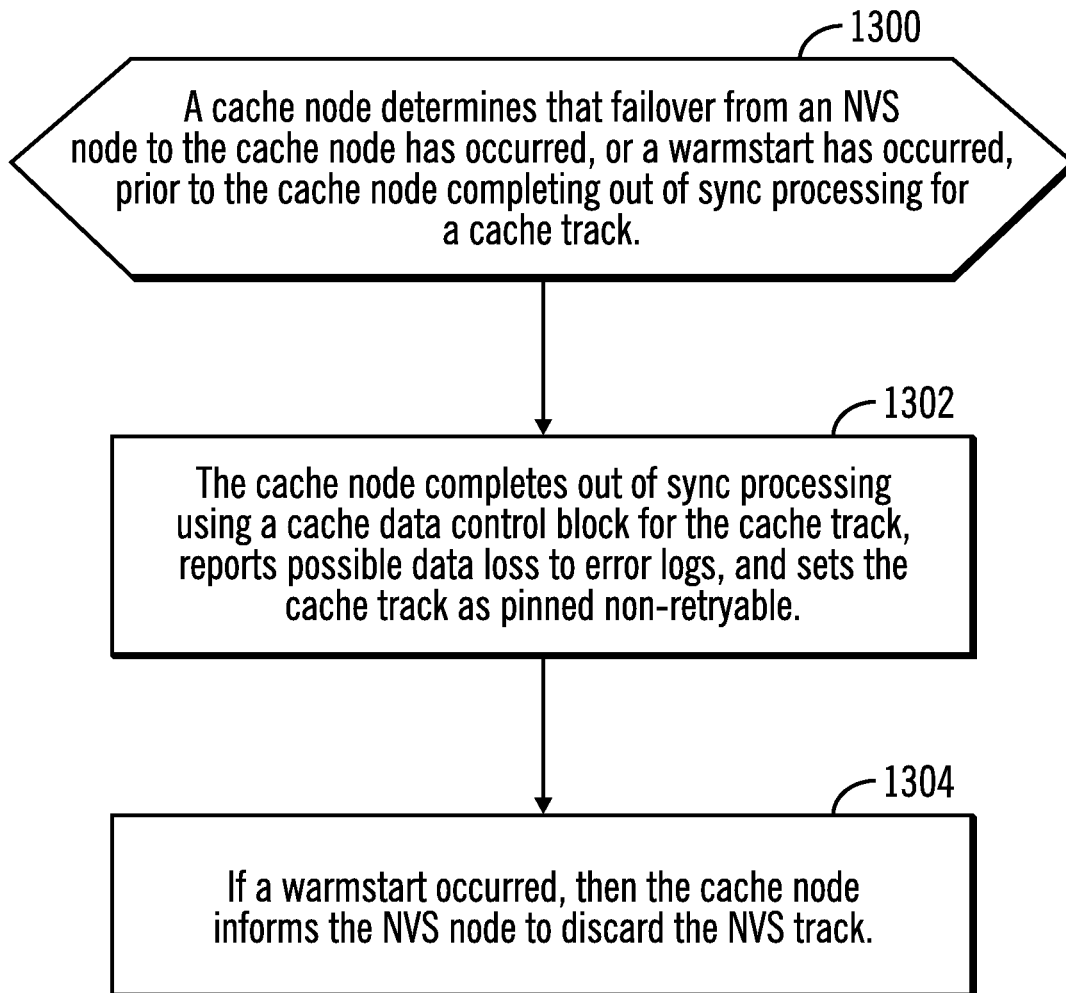 1300
A cache node determines that failover from an NVS
node to the cache node has occurred, or a warmstart has occurred,
prior to the cache node completing out of sync processing for
a cache track.
1302
The cache node completes out of sync processing
using a cache data control block for the cache track,
reports possible data loss to error logs, and sets the
cache track as pinned non-retryable.
1304
If a warmstart occurred, then the cache node
informs the NVS node to discard the NVS track.